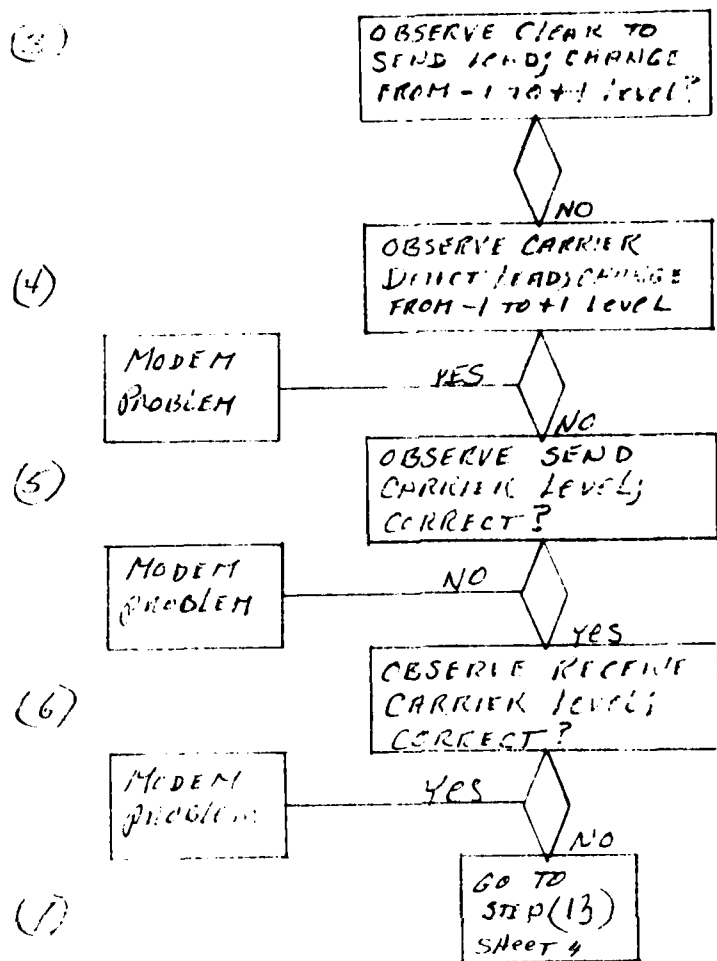 (3)
OBSERVE CLEAR TO
SEND LEAD; CHANGE
FROM -1 TO +1 level?
NO
(4)
OBSERVE CARRIER
DETECT LEAD; CHANGE
FROM -1 TO +1 LEVEL
MODEM
PROBLEM
YES
NO
(5)
OBSERVE SEND
CARRIER LEVEL;
CORRECT?
MODEM
PROBLEM
NO
YES
(6)
OBSERVE RECEIVE
CARRIER LEVEL;
CORRECT?
MODEM
PROBLEM
YES
NO
GO TO
STEP (13)
SHEET 4